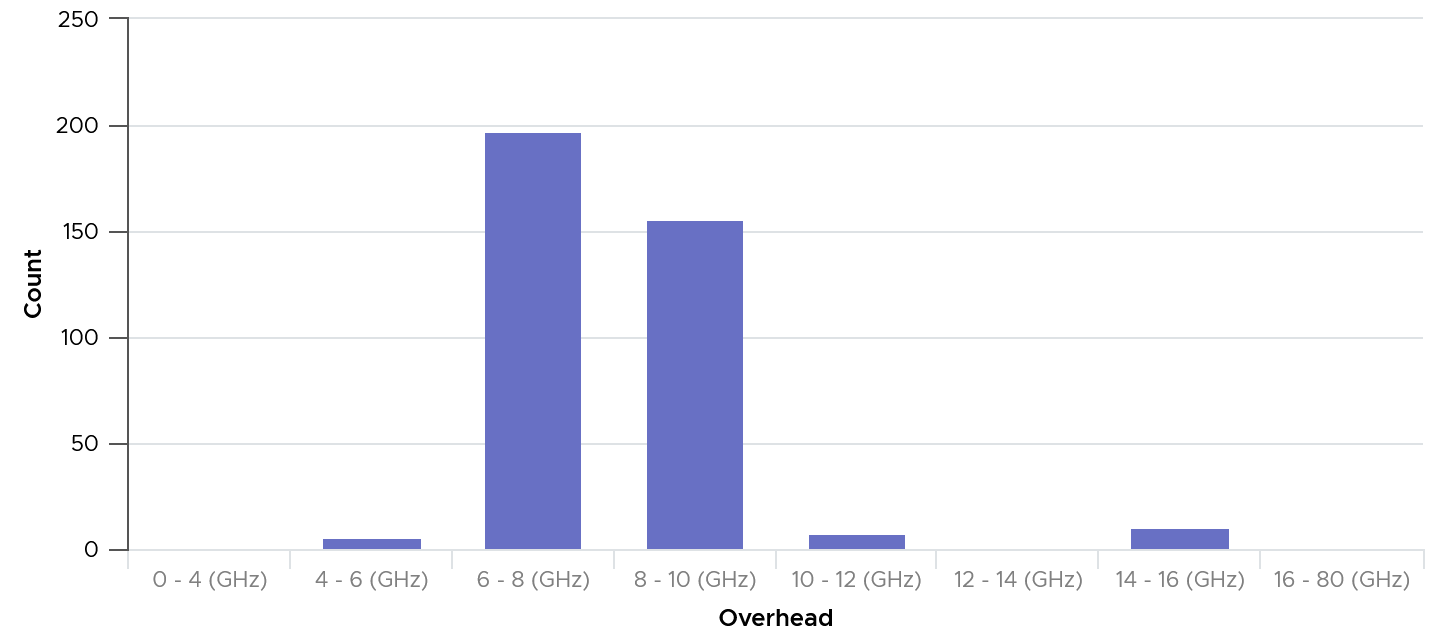 250
200
150
100
50
0
Count
0 - 4 (GHz)
4 - 6 (GHz)
6 - 8 (GHz)
8 - 10 (GHz)
10 - 12 (GHz)
12 - 14 (GHz)
14 - 16 (GHz)
16 - 80 (GHz)
Overhead